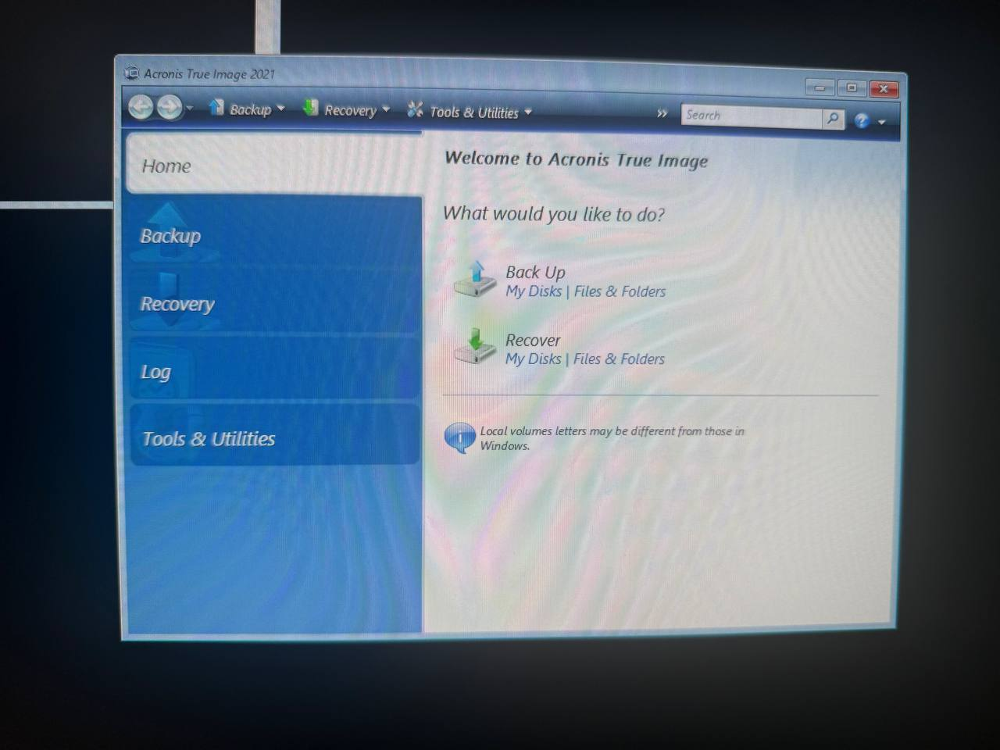 Acronis True Image 2021
Backup Recovery Tools & Utilities » Search ?
Home
Backup
Recovery
Log
Tools & Utilities
Welcome to Acronis True Image
What would you like to do?
Back Up
My Disks | Files & Folders
Recover
My Disks | Files & Folders
Local volumes letters may be different from those in
Windows.